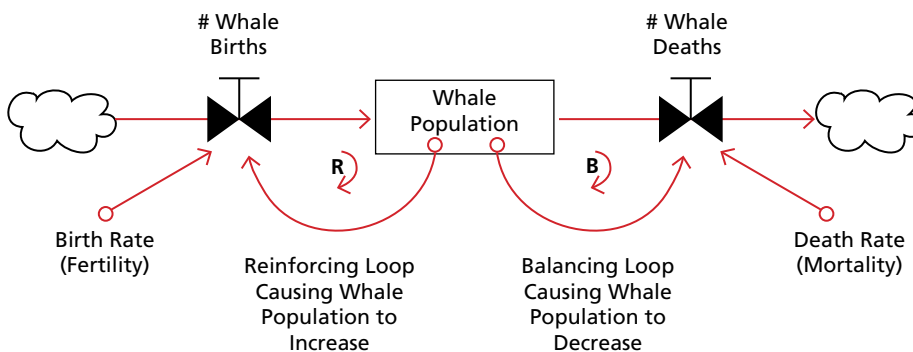 # Whale
Births
# Whale
Deaths
Whale
Population
R
B
Birth Rate
(Fertility)
Reinforcing Loop
Causing Whale
Population to
Increase
Balancing Loop
Causing Whale
Population to
Decrease
Death Rate
(Mortality)